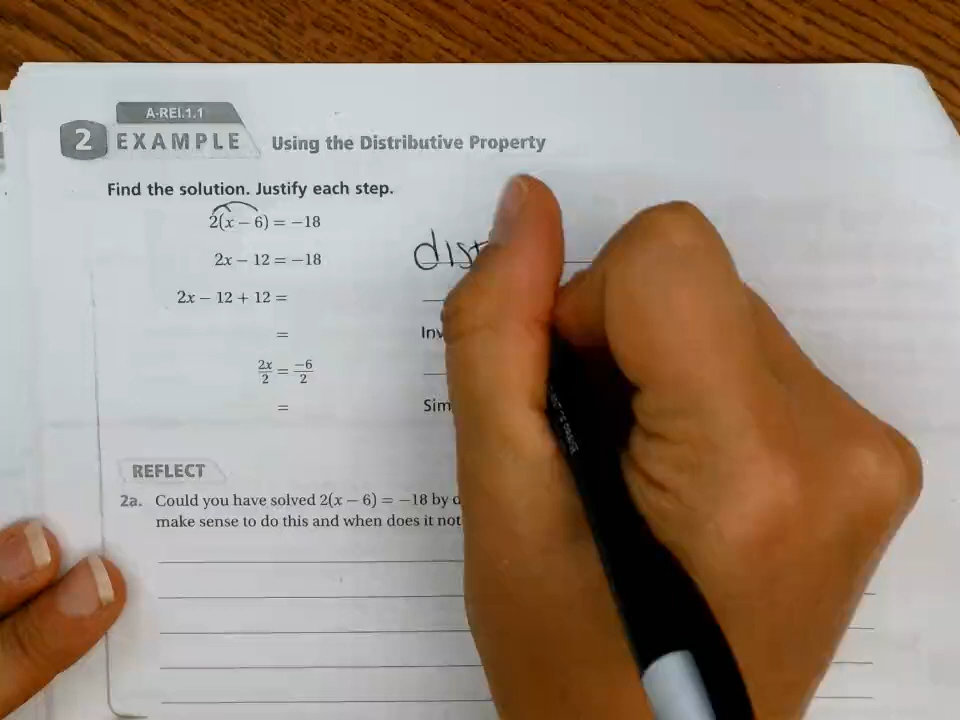 A-REI.1.1
2 EXAMPLE Using the Distributive Property
Find the solution. Justify each step.
2(x − 6) = −18
2x − 12 = −18 dist
2x − 12 + 12 =
= Inv
2x/2 = −6/2
= Sim
REFLECT
2a. Could you have solved 2(x − 6) = −18 by
make sense to do this and when does it not